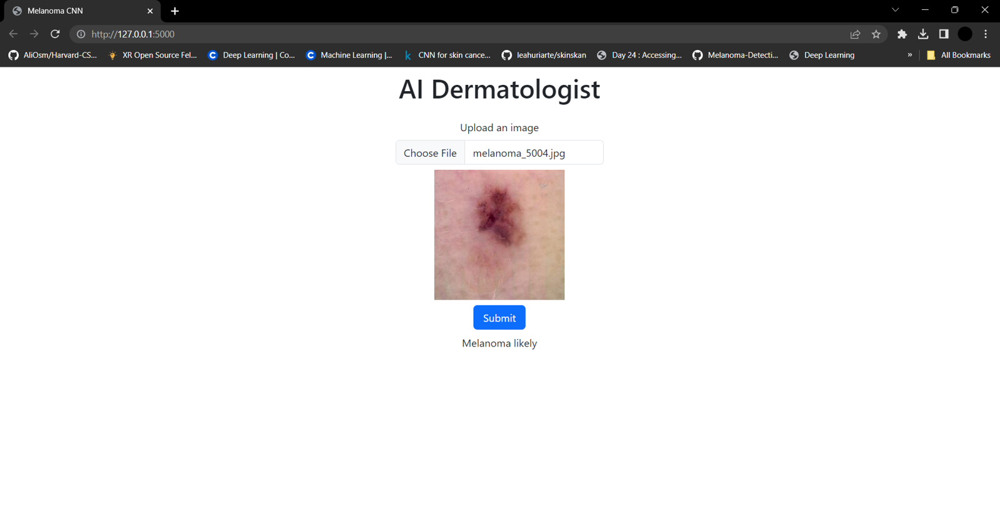 Melanoma CNN
http://127.0.0.1:5000
AliOsm/Harvard-CS... XR Open Source Fel... Deep Learning | Co... Machine Learning |... CNN for skin cance... leahuriarte/skinskan Day 24 : Accessing... Melanoma-Detecti... Deep Learning » All Bookmarks
AI Dermatologist
Upload an image
Choose File melanoma_5004.jpg
Submit
Melanoma likely